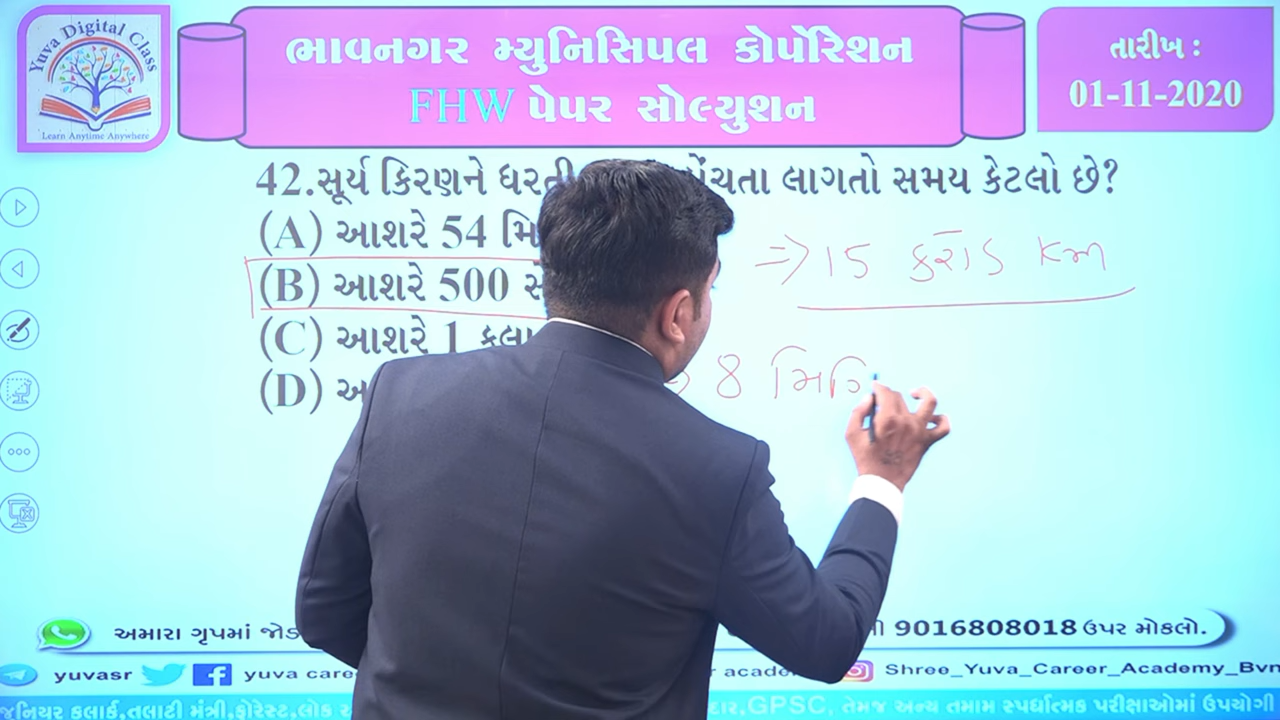 Yuva Digital Class
Learn Anytime Anywhere
ભાવનગર મ્યુનિસિપલ કોર્પોરેશન
FHW પેપર સોલ્યુશન
તારીખ :
01-11-2020
42.સૂર્ય કિરણને ધરતી લાગતો સમય કેટલો છે?
(A) આશરે 54
(B) આશરે 500
(C) આશરે 1
(D)
⇒ 15 કરોડ Km
8
અમારા ગૃપમાં 9016808018 ઉપર મોકલો.
yuvasr yuva Shree_Yuva_Career_Academy_Bvn
જુનિયર કલાર્ક,તલાટી મંત્રી,ફોરેસ્ટ,લોક GPSC, તેમજ અન્ય તમામ સ્પર્ધાત્મક પરીક્ષાઓમાં ઉપયોગી